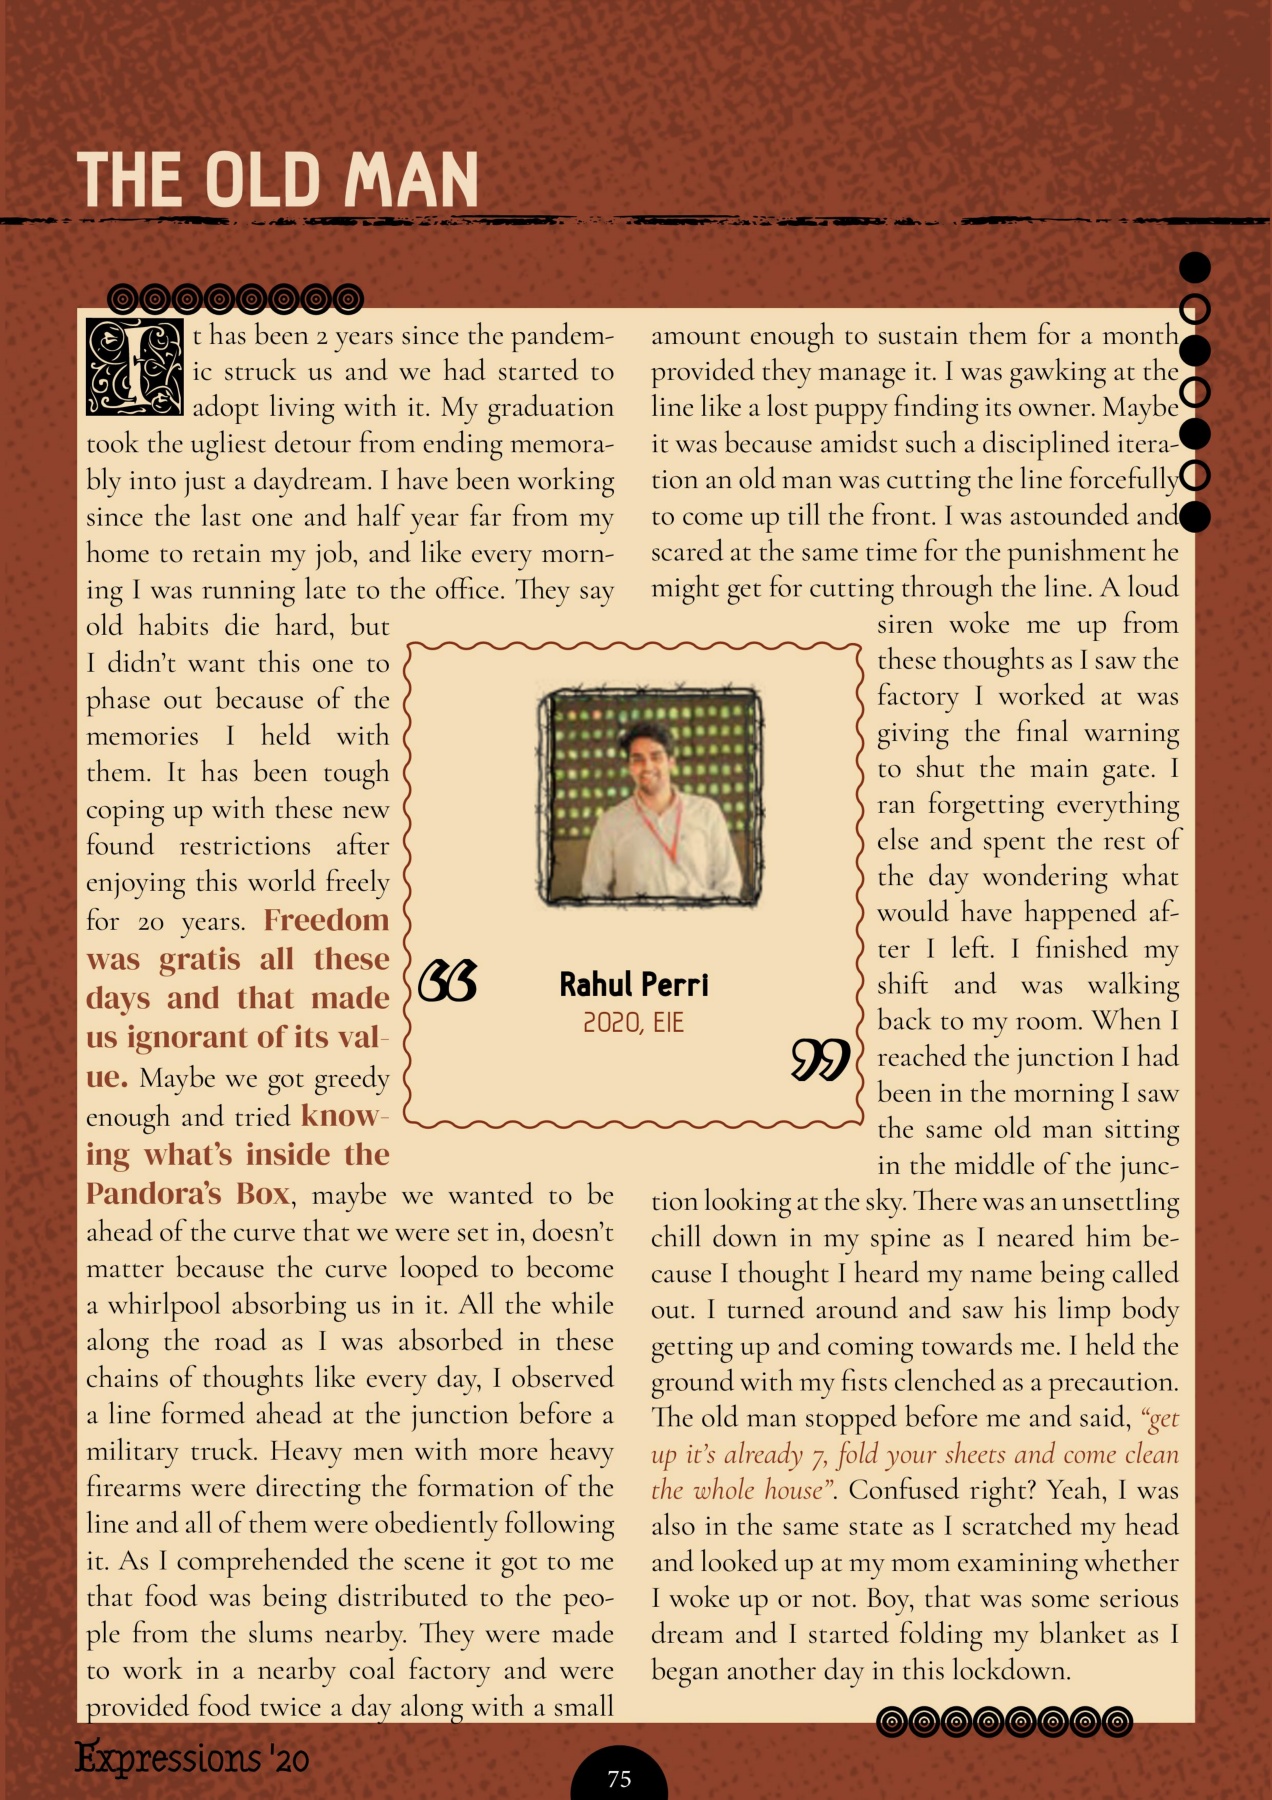 THE OLD MAN
It has been 2 years since the pandem-
ic struck us and we had started to
adopt living with it. My graduation
took the ugliest detour from ending memora-
bly into just a daydream. I have been working
since the last one and half year far from my
home to retain my job, and like every morn-
ing I was running late to the office. They say
old habits die hard, but
I didn't want this one to
phase out because of the
memories I held with
them. It has been tough
coping up with these new
found restrictions after
enjoying this world freely
for 20 years. Freedom
was gratis all these
days and that made
us ignorant of its val-
ue. Maybe we got greedy
enough and tried know-
ing what's inside the
Pandora's Box, maybe we wanted to be
ahead of the curve that we were set in, doesn't
matter because the curve looped to become
a whirlpool absorbing us in it. All the while
along the road as I was absorbed in these
chains of thoughts like every day, I observed
a line formed ahead at the junction before a
military truck. Heavy men with more heavy
firearms were directing the formation of the
line and all of them were obediently following
it. As I comprehended the scene it got to me
that food was being distributed to the peo-
ple from the slums nearby. They were made
to work in a nearby coal factory and were
provided food twice a day along with a small
amount enough to sustain them for a month
provided they manage it. I was gawking at the
line like a lost puppy finding its owner. Maybe
it was because amidst such a disciplined itera-
tion an old man was cutting the line forcefully
to come up till the front. I was astounded and
scared at the same time for the punishment he
might get for cutting through the line. A loud
siren woke me up from
these thoughts as I saw the
factory I worked at was
giving the final warning
to shut the main gate. I
ran forgetting everything
else and spent the rest of
the day wondering what
would have happened af-
ter I left. I finished my
shift and was walking
back to my room. When I
reached the junction I had
been in the morning I saw
the same old man sitting
in the middle of the junc-
tion looking at the sky. There was an unsettling
chill down in my spine as I neared him be-
cause I thought I heard my name being called
out. I turned around and saw his limp body
getting up and coming towards me. I held the
ground with my fists clenched as a precaution.
The old man stopped before me and said, "get
up it's already 7, fold your sheets and come clean
the whole house". Confused right? Yeah, I was
also in the same state as I scratched my head
and looked up at my mom examining whether
I woke up or not. Boy, that was some serious
dream and I started folding my blanket as I
began another day in this lockdown.
“
Rahul Perri
2020, EIE
”
Expressions '20
75